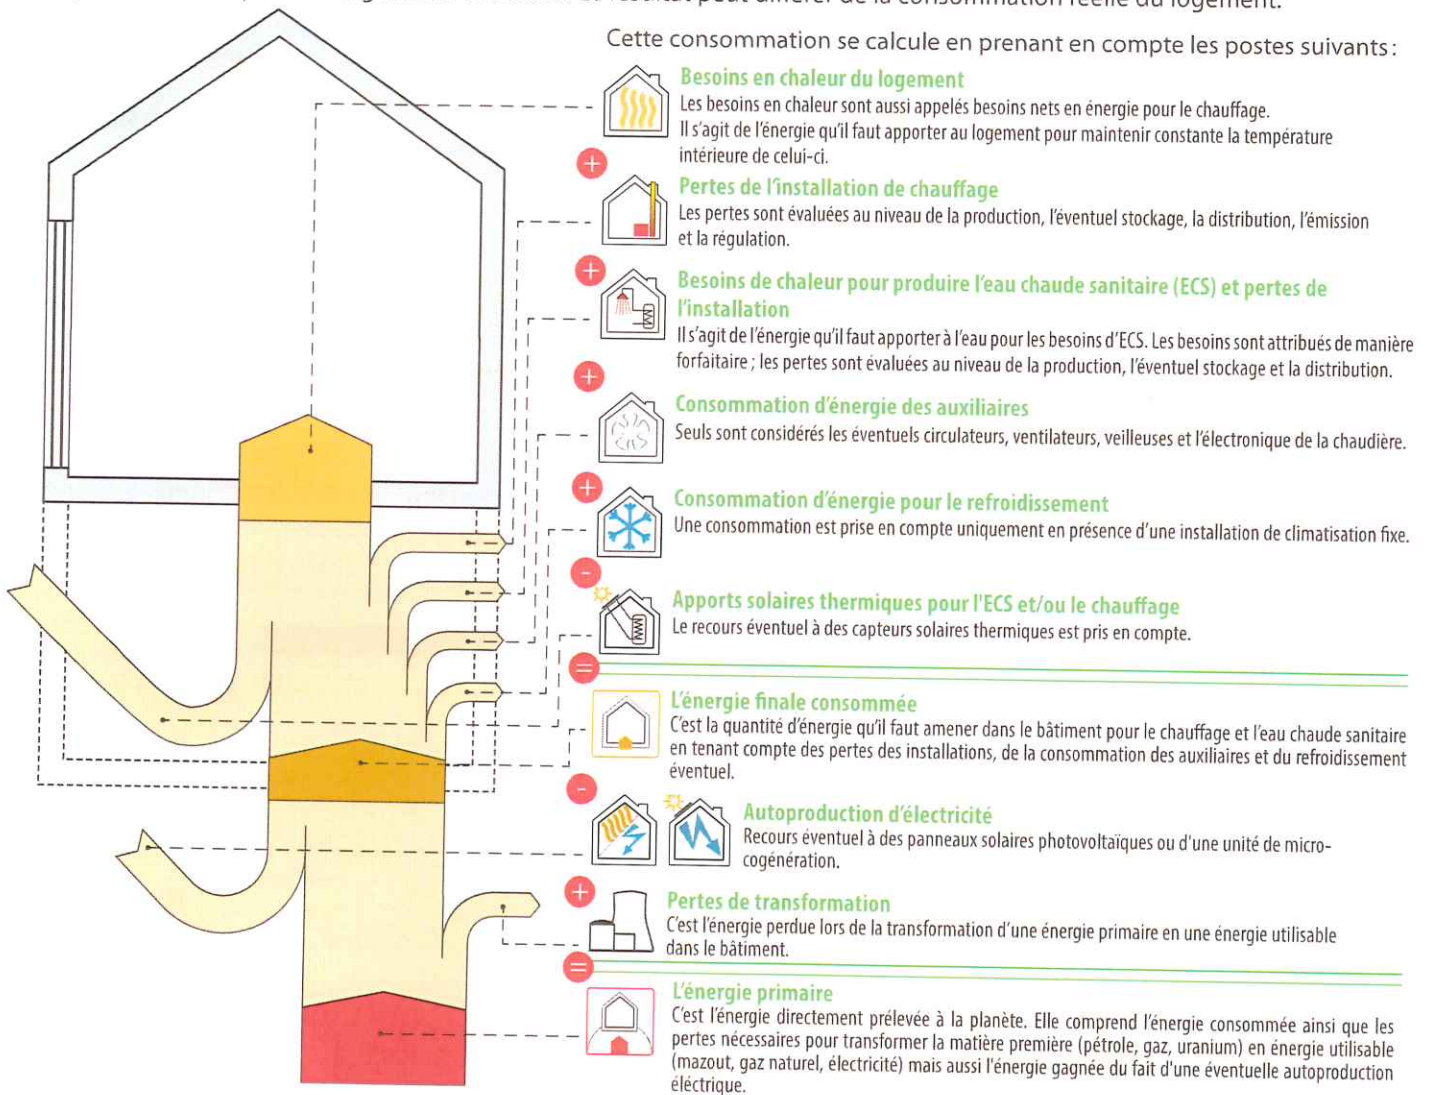 résultat peut différer de la consommation réelle du logement.
Cette consommation se calcule en prenant en compte les postes suivants :
Besoins en chaleur du logement
Les besoins en chaleur sont aussi appelés besoins nets en énergie pour le chauffage.
Il s'agit de l'énergie qu'il faut apporter au logement pour maintenir constante la température
intérieure de celui-ci.
+
Pertes de l'installation de chauffage
Les pertes sont évaluées au niveau de la production, l'éventuel stockage, la distribution, l'émission
et la régulation.
+
Besoins de chaleur pour produire l'eau chaude sanitaire (ECS) et pertes de
l'installation
Il s'agit de l'énergie qu'il faut apporter à l'eau pour les besoins d'ECS. Les besoins sont attribués de manière
forfaitaire ; les pertes sont évaluées au niveau de la production, l'éventuel stockage et la distribution.
+
Consommation d'énergie des auxiliaires
Seuls sont considérés les éventuels circulateurs, ventilateurs, veilleuses et l'électronique de la chaudière.
+
Consommation d'énergie pour le refroidissement
Une consommation est prise en compte uniquement en présence d'une installation de climatisation fixe.
-
Apports solaires thermiques pour l'ECS et/ou le chauffage
Le recours éventuel à des capteurs solaires thermiques est pris en compte.
=
L'énergie finale consommée
C'est la quantité d'énergie qu'il faut amener dans le bâtiment pour le chauffage et l'eau chaude sanitaire
en tenant compte des pertes des installations, de la consommation des auxiliaires et du refroidissement
éventuel.
-
Autoproduction d'électricité
Recours éventuel à des panneaux solaires photovoltaïques ou d'une unité de micro-
cogénération.
+
Pertes de transformation
C'est l'énergie perdue lors de la transformation d'une énergie primaire en une énergie utilisable
dans le bâtiment.
=
L'énergie primaire
C'est l'énergie directement prélevée à la planète. Elle comprend l'énergie consommée ainsi que les
pertes nécessaires pour transformer la matière première (pétrole, gaz, uranium) en énergie utilisable
(mazout, gaz naturel, électricité) mais aussi l'énergie gagnée du fait d'une éventuelle autoproduction
éléctrique.